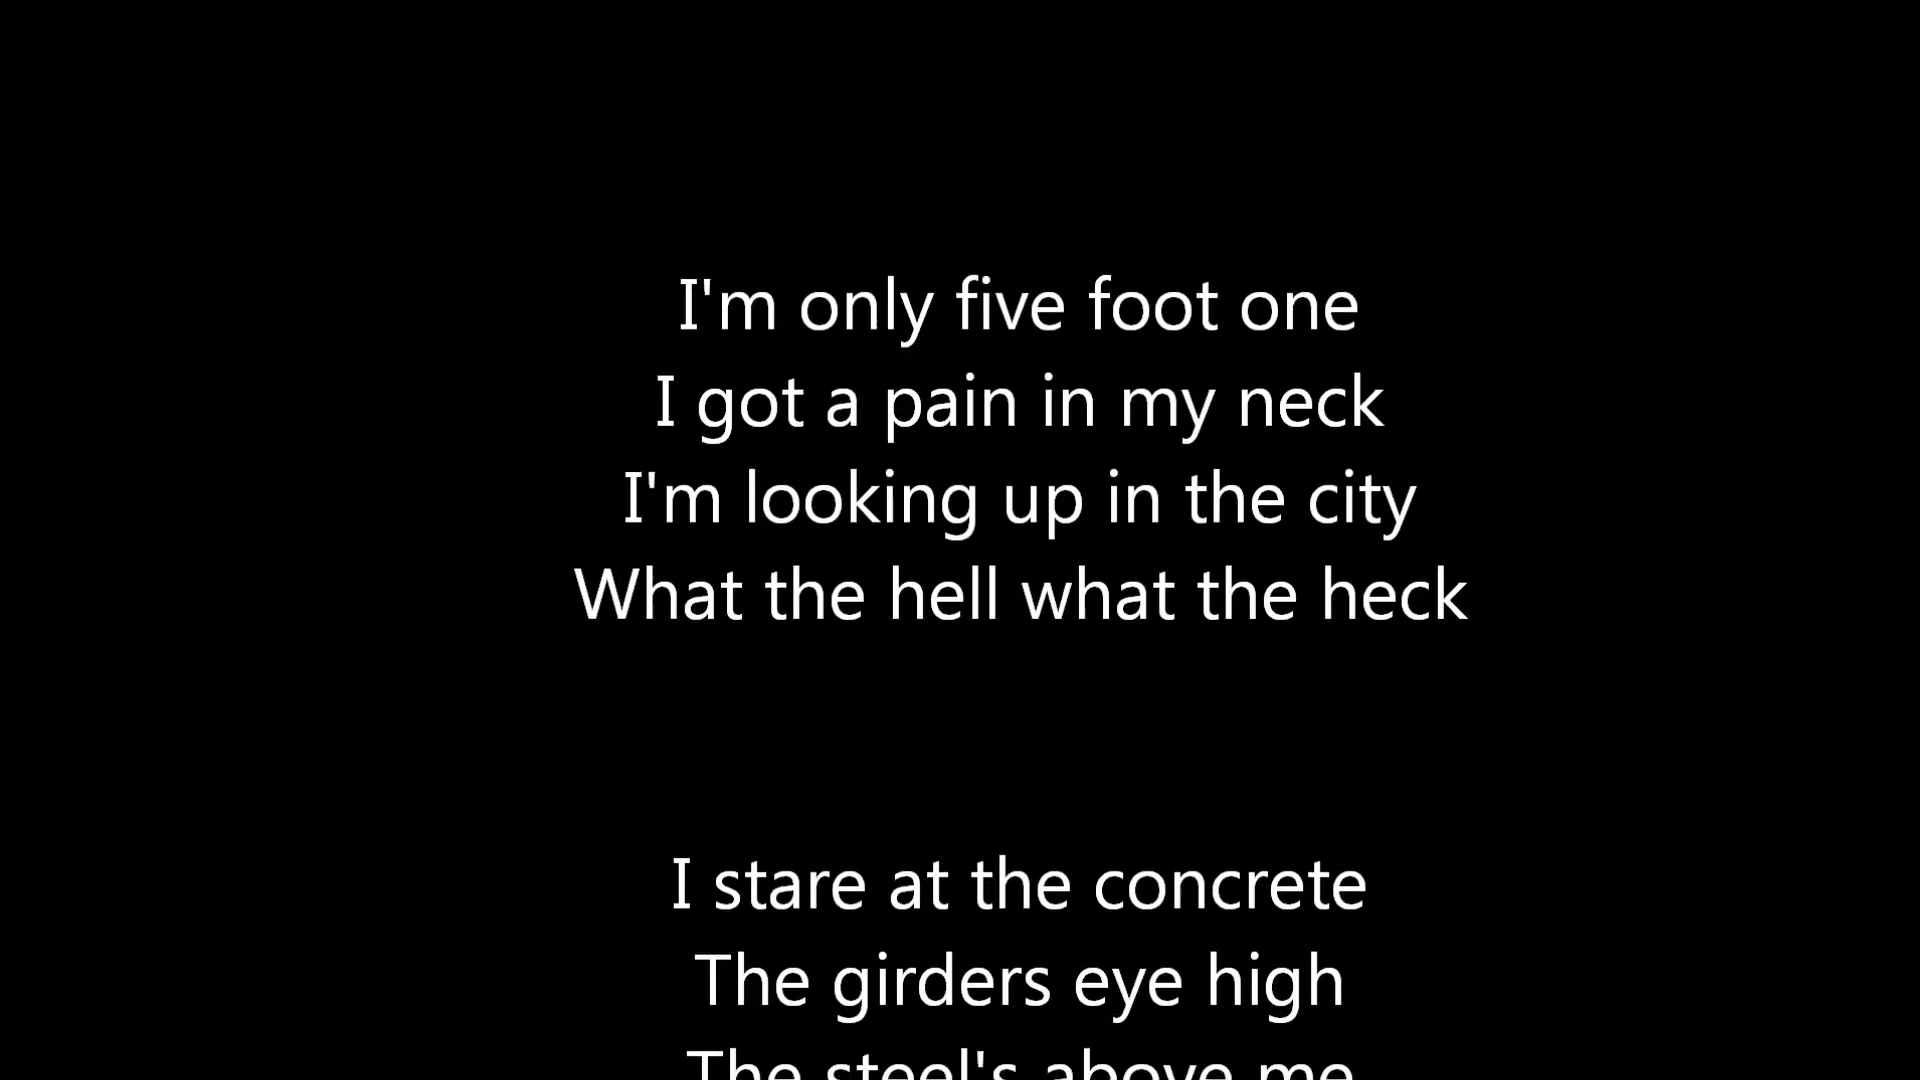 I'm only five foot one
I got a pain in my neck
I'm looking up in the city
What the hell what the heck
I stare at the concrete
The girders eye high
The steel's above me